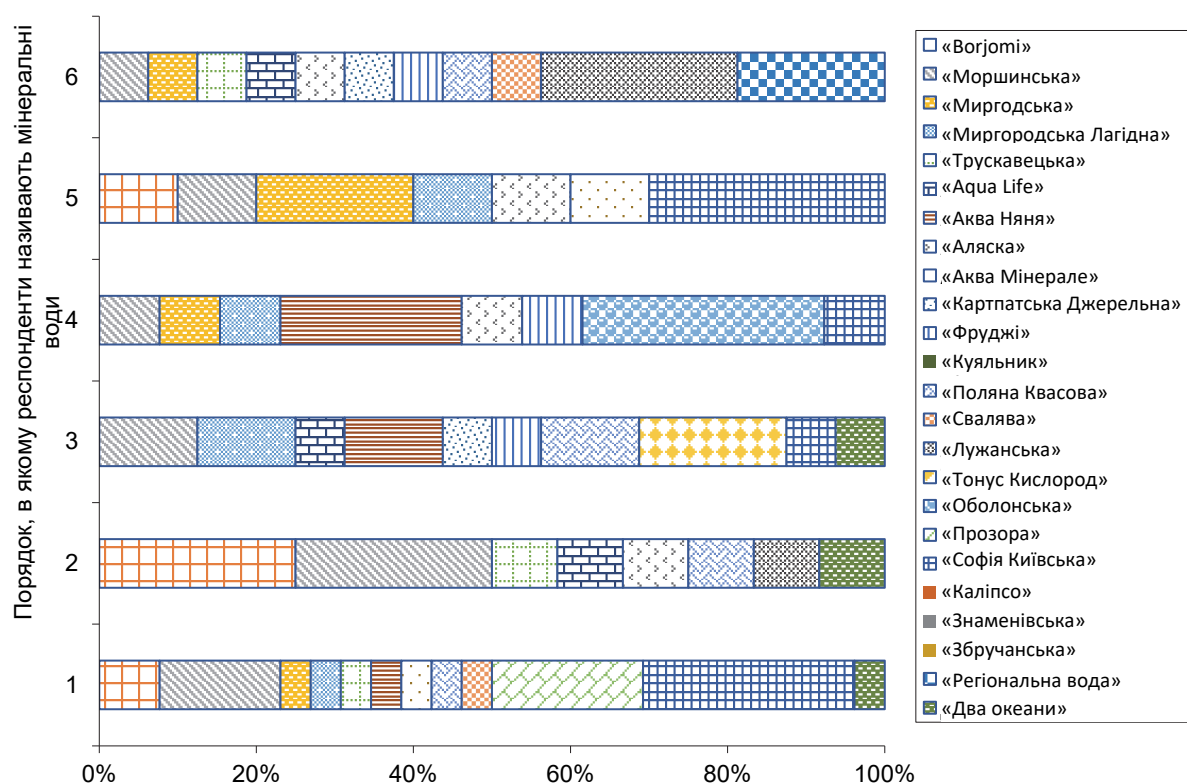 Порядок, в якому респонденти називають мінеральні
води
6
5
4
3
2
1
0%
20%
40%
60%
80%
100%
«Borjomi»
«Моршинська»
«Миргодська»
«Миргородська Лагідна»
«Трускавецька»
«Aqua Life»
«Аква Няня»
«Аляска»
«Аква Мінерале»
«Картпатська Джерельна»
«Фруджі»
«Куяльник»
«Поляна Квасова»
«Свалява»
«Лужанська»
«Тонус Кислород»
«Оболонська»
«Прозора»
«Софія Київська»
«Каліпсо»
«Знаменівська»
«Збручанська»
«Регіональна вода»
«Два океани»